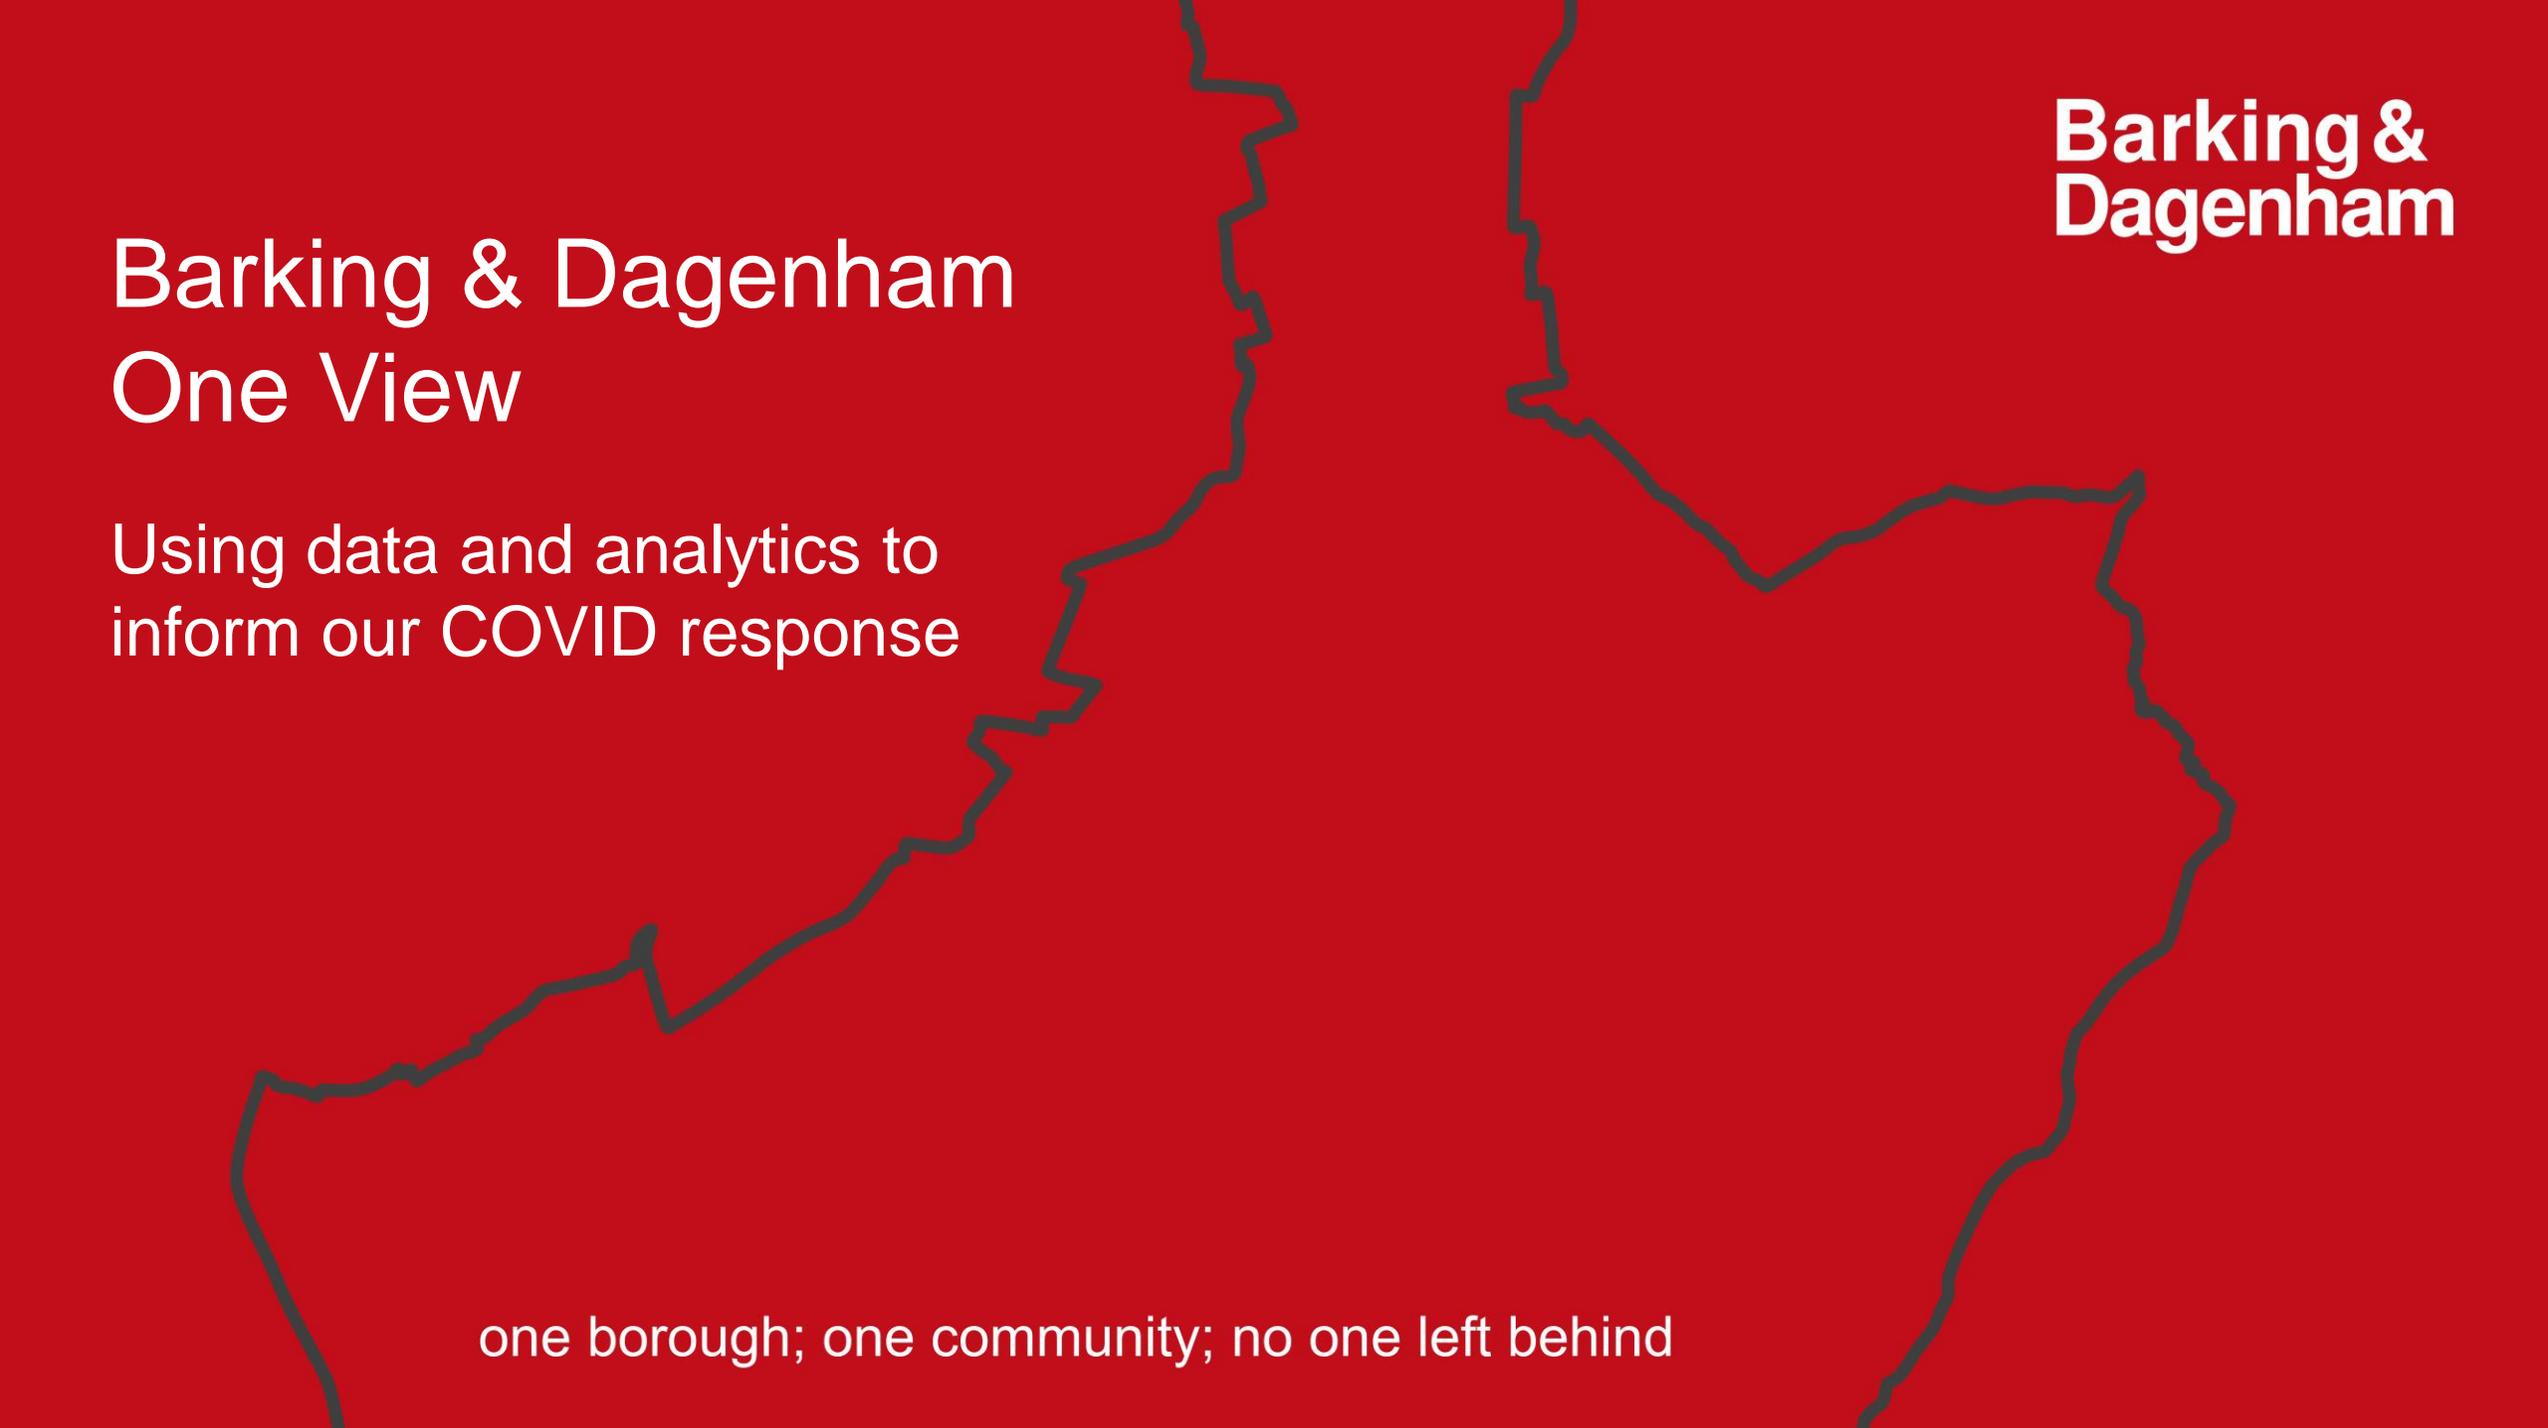 Barking &
Dagenham
Barking & Dagenham
One View
Using data and analytics to
inform our COVID response
one borough; one community; no one left behind